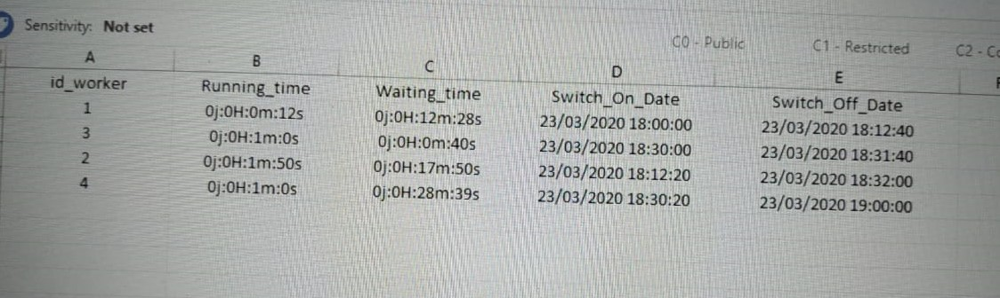 Sensitivity: Not set
C0 - Public C1 - Restricted
A B C D E
id_worker Running_time Waiting_time Switch_On_Date Switch_Off_Date
1 0j:0H:0m:12s 0j:0H:12m:28s 23/03/2020 18:00:00 23/03/2020 18:12:40
3 0j:0H:1m:0s 0j:0H:0m:40s 23/03/2020 18:30:00 23/03/2020 18:31:40
2 0j:0H:1m:50s 0j:0H:17m:50s 23/03/2020 18:12:20 23/03/2020 18:32:00
4 0j:0H:1m:0s 0j:0H:28m:39s 23/03/2020 18:30:20 23/03/2020 19:00:00